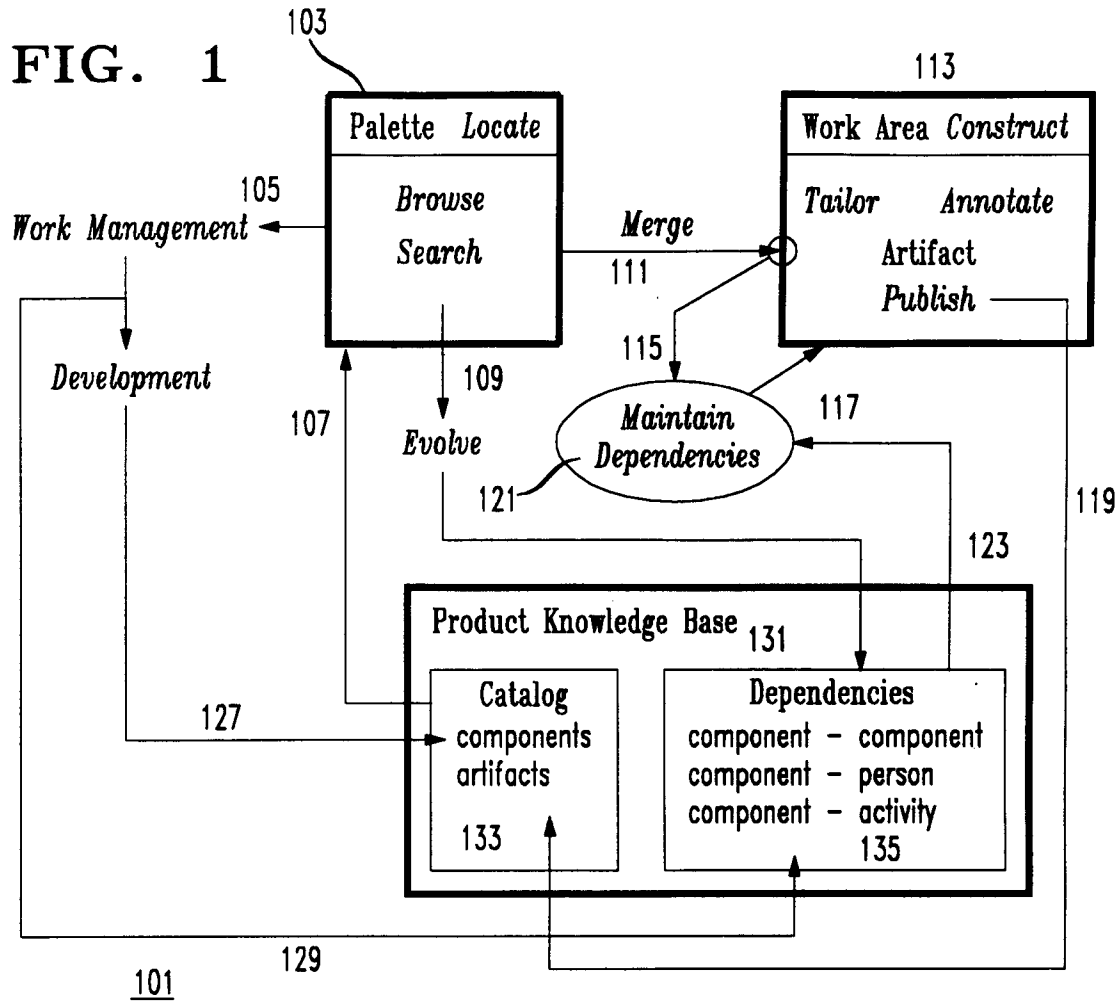 FIG. 1
103
113
Palette Locate
Work Area Construct
105
Work Management
Browse
Search
Merge
111
Tailor Annotate
Artifact
Publish
Development
107
109
115
117
Evolve
Maintain
Dependencies
121
119
123
Product Knowledge Base
131
Catalog
components
artifacts
133
Dependencies
component - component
component - person
component - activity
135
127
129
101